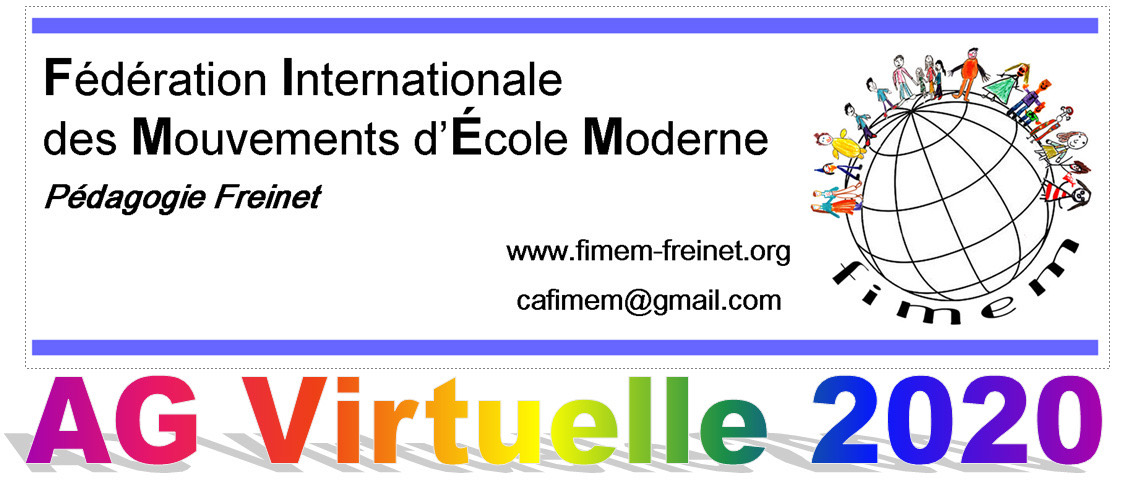 Fédération Internationale
des Mouvements d'École Moderne
Pédagogie Freinet
www.fimem-freinet.org
cafimem@gmail.com
fimem
AG Virtuelle 2020